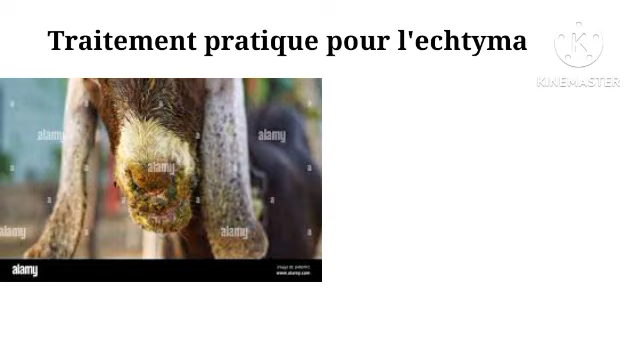 Traitement pratique pour l'echtyma
K
KINEMASTER
a a
alamy a alamy
a alamy a
a a a
alamy alamy a
alamy
www.alamy.com